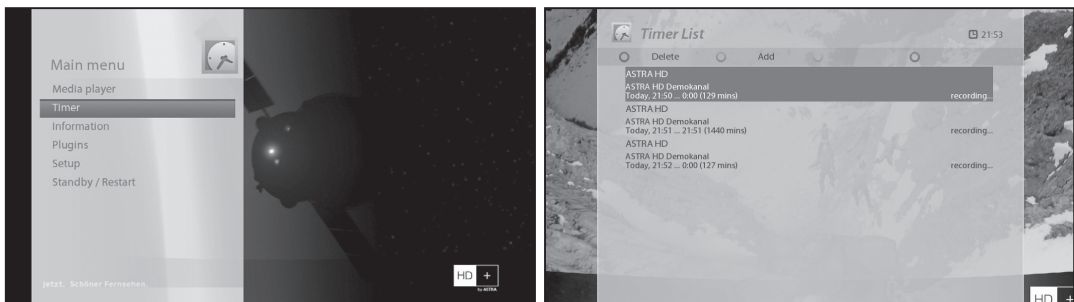 Main menu
Media player
Timer
Information
Plugins
Setup
Standby / Restart
jetzt. Schöner Fernsehen.
HD +
by ASTRA
Timer List
21:53
Delete Add
ASTRA HD
ASTRA HD Demokanal
Today, 21:50 ... 0:00 (129 mins) recording...
ASTRA HD
ASTRA HD Demokanal
Today, 21:51 ... 21:51 (1440 mins) recording...
ASTRA HD
ASTRA HD Demokanal
Today, 21:52 ... 0:00 (127 mins) recording...
HD +